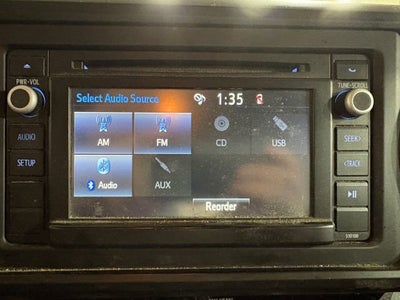 PWR•VOL
TUNE•SCROLL
Select Audio Source 1:35
AUDIO
AM FM CD USB
SEEK>
SETUP
Audio AUX
<TRACK
Reorder